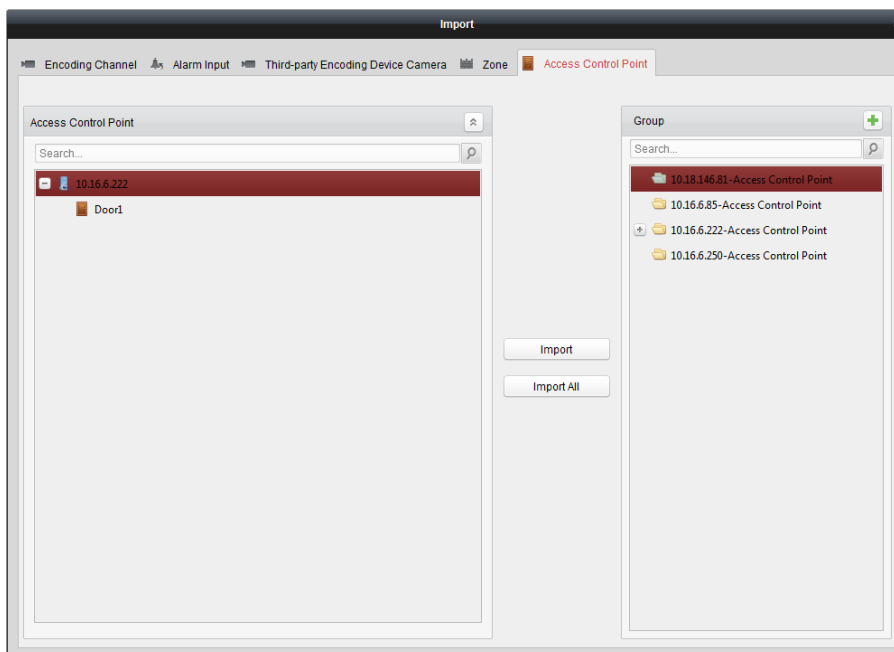 Import
Encoding Channel Alarm Input Third-party Encoding Device Camera Zone Access Control Point
Access Control Point
Search...
10.16.6.222
Door1
Import
Import All
Group
Search...
10.18.146.81-Access Control Point
10.16.6.85-Access Control Point
10.16.6.222-Access Control Point
10.16.6.250-Access Control Point